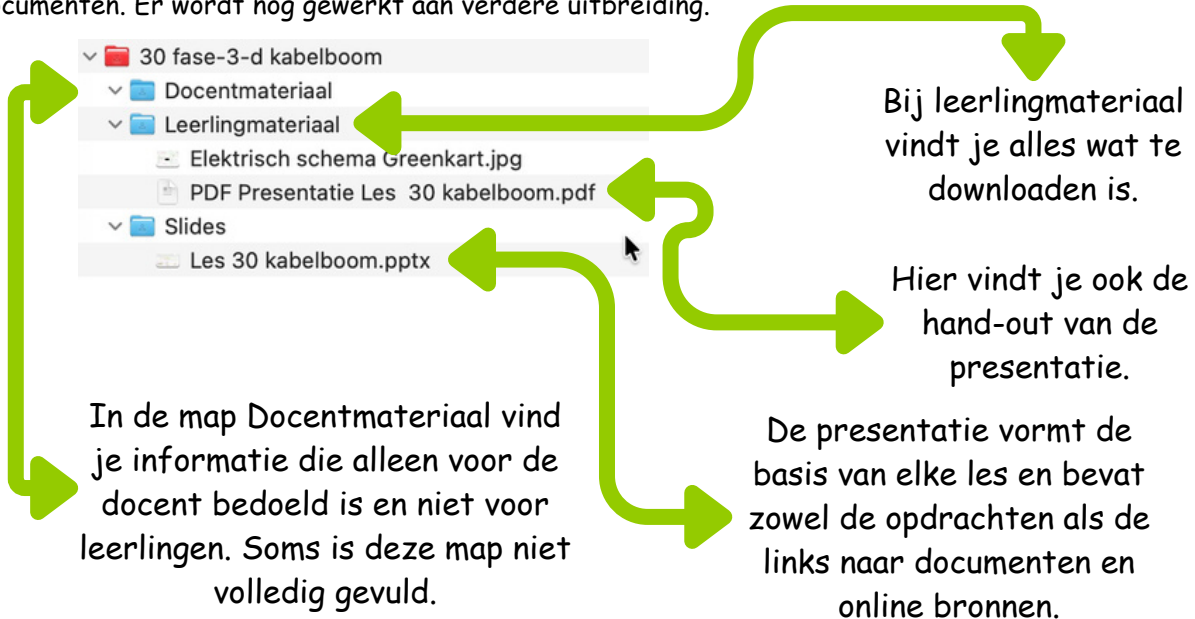 documenten. Er wordt nog gewerkt aan verdere uitbreiding.
30 fase-3-d kabelboom
Docentmateriaal
Leerlingmateriaal
Elektrisch schema Greenkart.jpg
PDF Presentatie Les 30 kabelboom.pdf
Slides
Les 30 kabelboom.pptx
Bij leerlingmateriaal
vindt je alles wat te
downloaden is.
Hier vindt je ook de
hand-out van de
presentatie.
In de map Docentmateriaal vind
je informatie die alleen voor de
docent bedoeld is en niet voor
leerlingen. Soms is deze map niet
volledig gevuld.
De presentatie vormt de
basis van elke les en bevat
zowel de opdrachten als de
links naar documenten en
online bronnen.